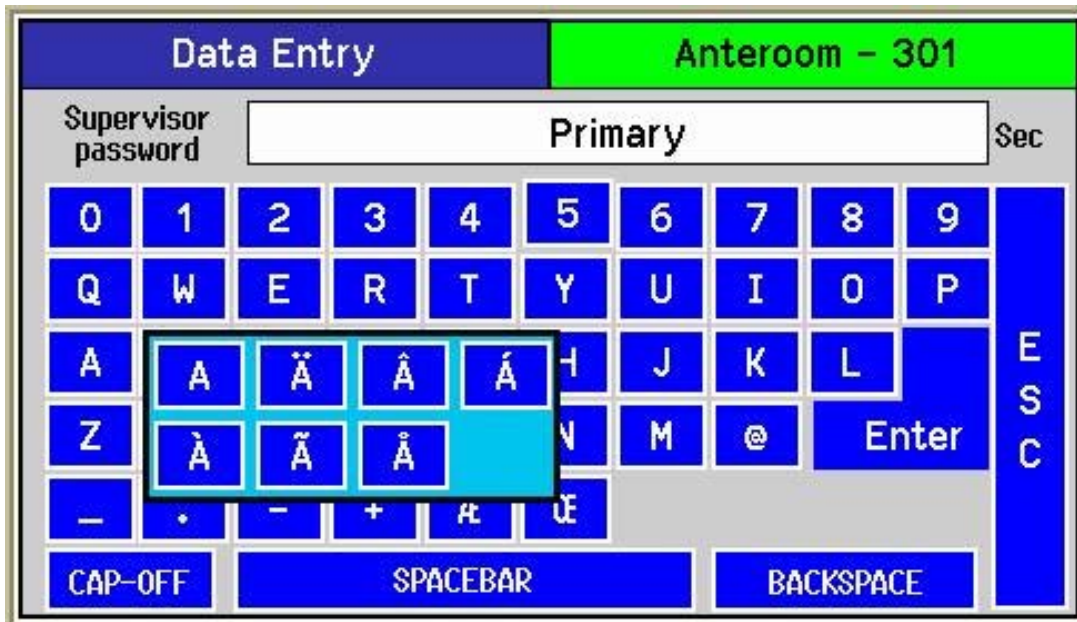 Data Entry Anteroom - 301
Supervisor
password Primary Sec
0 1 2 3 4 5 6 7 8 9
Q W E R T Y U I O P
A H J K L
A Ä Â Á
Z N M @ Enter
À Ã Å
_ . - + Æ Œ
CAP-OFF SPACEBAR BACKSPACE
ESC